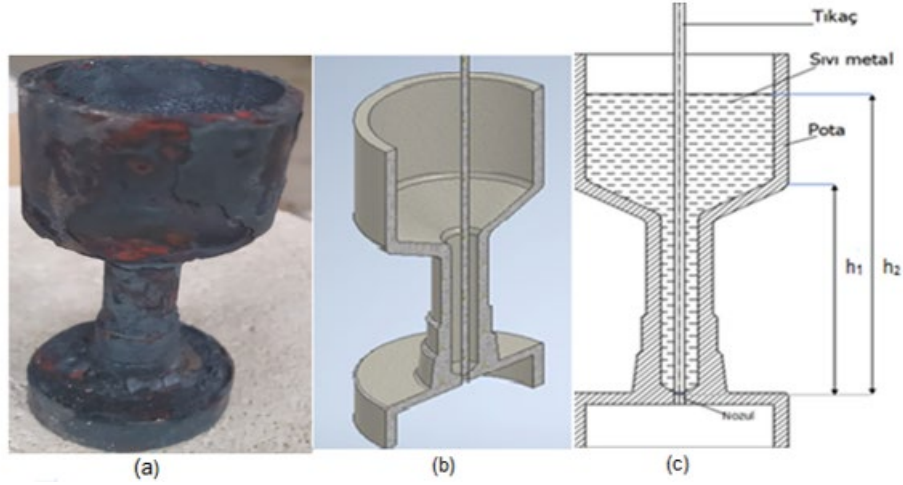 Tıkaç
Sıvı metal
Pota
h1
h2
Nozul
(a)
(b)
(c)